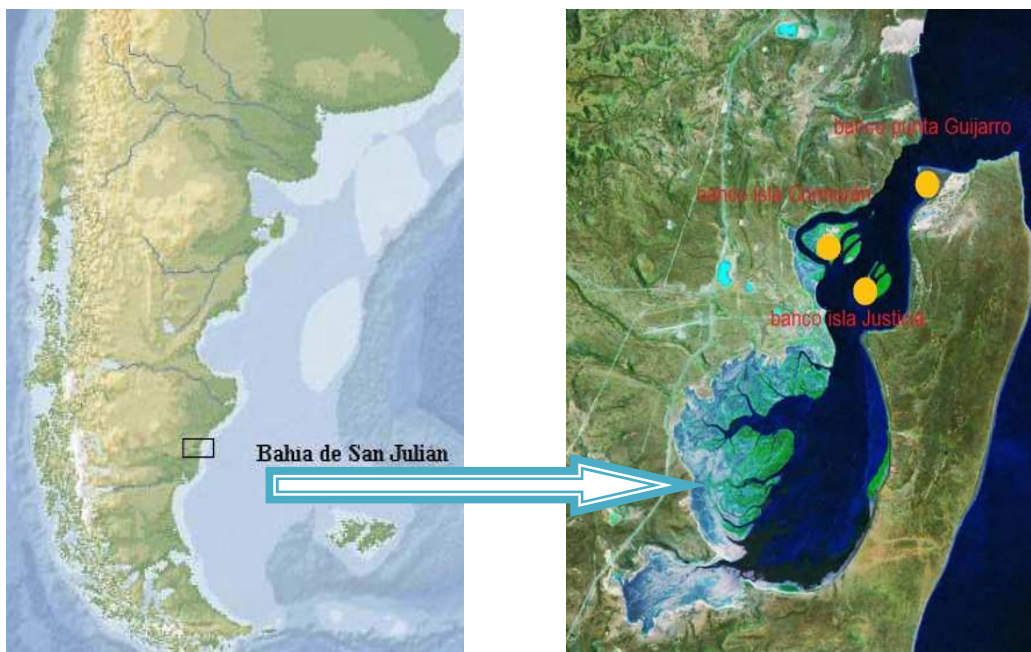 Bahía de San Julián
banco punta Guijarro
banco isla Cormorán
banco isla Justicia